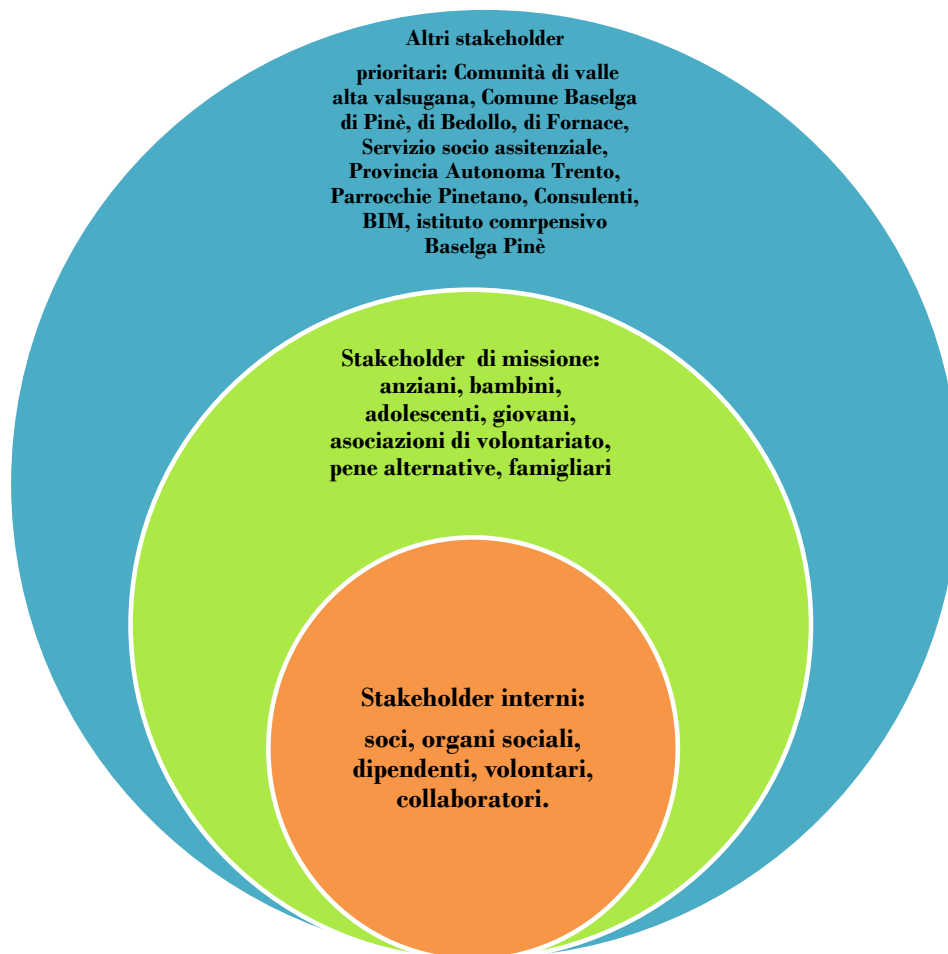 Altri stakeholder
prioritari: Comunità di valle
alta valsugana, Comune Baselga
di Pinè, di Bedollo, di Fornace,
Servizio socio assitenziale,
Provincia Autonoma Trento,
Parrocchie Pinetano, Consulenti,
BIM, istituto comrpensivo
Baselga Pinè
Stakeholder di missione:
anziani, bambini,
adolescenti, giovani,
asociazioni di volontariato,
pene alternative, famigliari
Stakeholder interni:
soci, organi sociali,
dipendenti, volontari,
collaboratori.